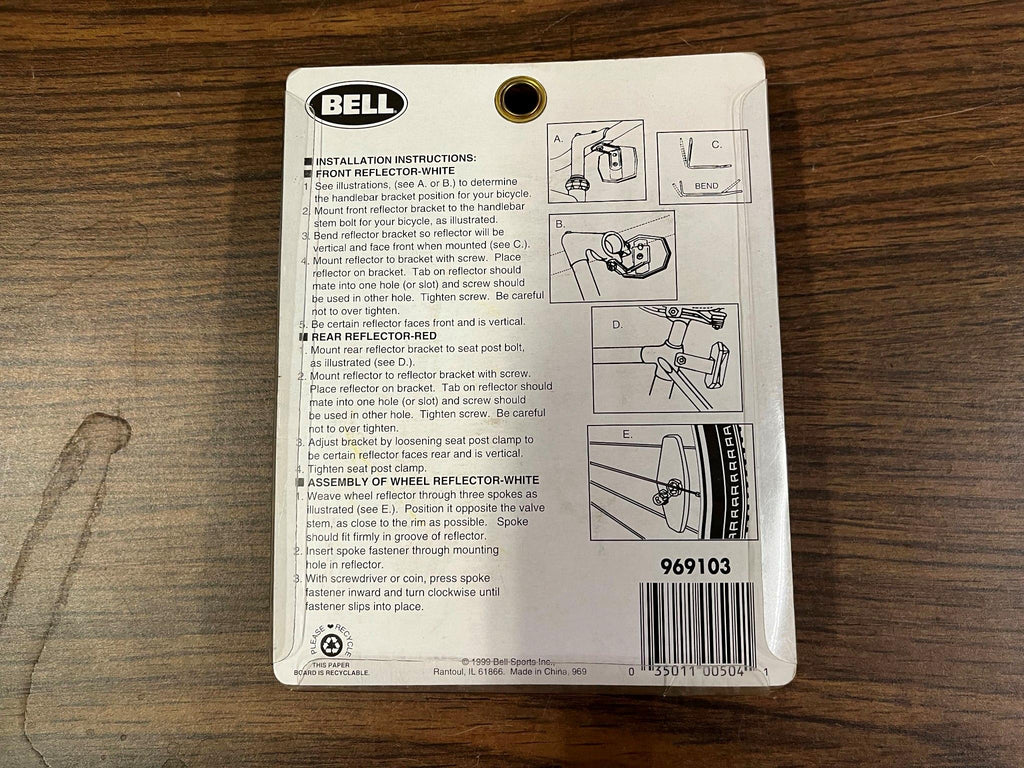 BELL
INSTALLATION INSTRUCTIONS:
FRONT REFLECTOR-WHITE
1. See illustrations, (see A. or B.) to determine
the handlebar bracket position for your bicycle.
2. Mount front reflector bracket to the handlebar
stem bolt for your bicycle, as illustrated.
3. Bend reflector bracket so reflector will be
vertical and face front when mounted (see C.).
4. Mount reflector to bracket with screw. Place
reflector on bracket. Tab on reflector should
mate into one hole (or slot) and screw should
be used in other hole. Tighten screw. Be careful
not to over tighten.
5. Be certain reflector faces front and is vertical.
REAR REFLECTOR-RED
1. Mount rear reflector bracket to seat post bolt,
as illustrated (see D.).
2. Mount reflector to reflector bracket with screw.
Place reflector on bracket. Tab on reflector should
mate into one hole (or slot) and screw should
be used in other hole. Tighten screw. Be careful
not to over tighten.
3. Adjust bracket by loosening seat post clamp to
be certain reflector faces rear and is vertical.
4. Tighten seat post clamp.
ASSEMBLY OF WHEEL REFLECTOR-WHITE
1. Weave wheel reflector through three spokes as
illustrated (see E.). Position it opposite the valve
stem, as close to the rim as possible. Spoke
should fit firmly in groove of reflector.
2. Insert spoke fastener through mounting
hole in reflector.
3. With screwdriver or coin, press spoke
fastener inward and turn clockwise until
fastener slips into place.
PLEASE ❤ RECYCLE
THIS PAPER
BOARD IS RECYCLABLE.
© 1999 Bell Sports Inc.,
Rantoul, IL 61866. Made in China, 969
A.
C.
BEND
B.
D.
E.
969103
0 35011 00504 1